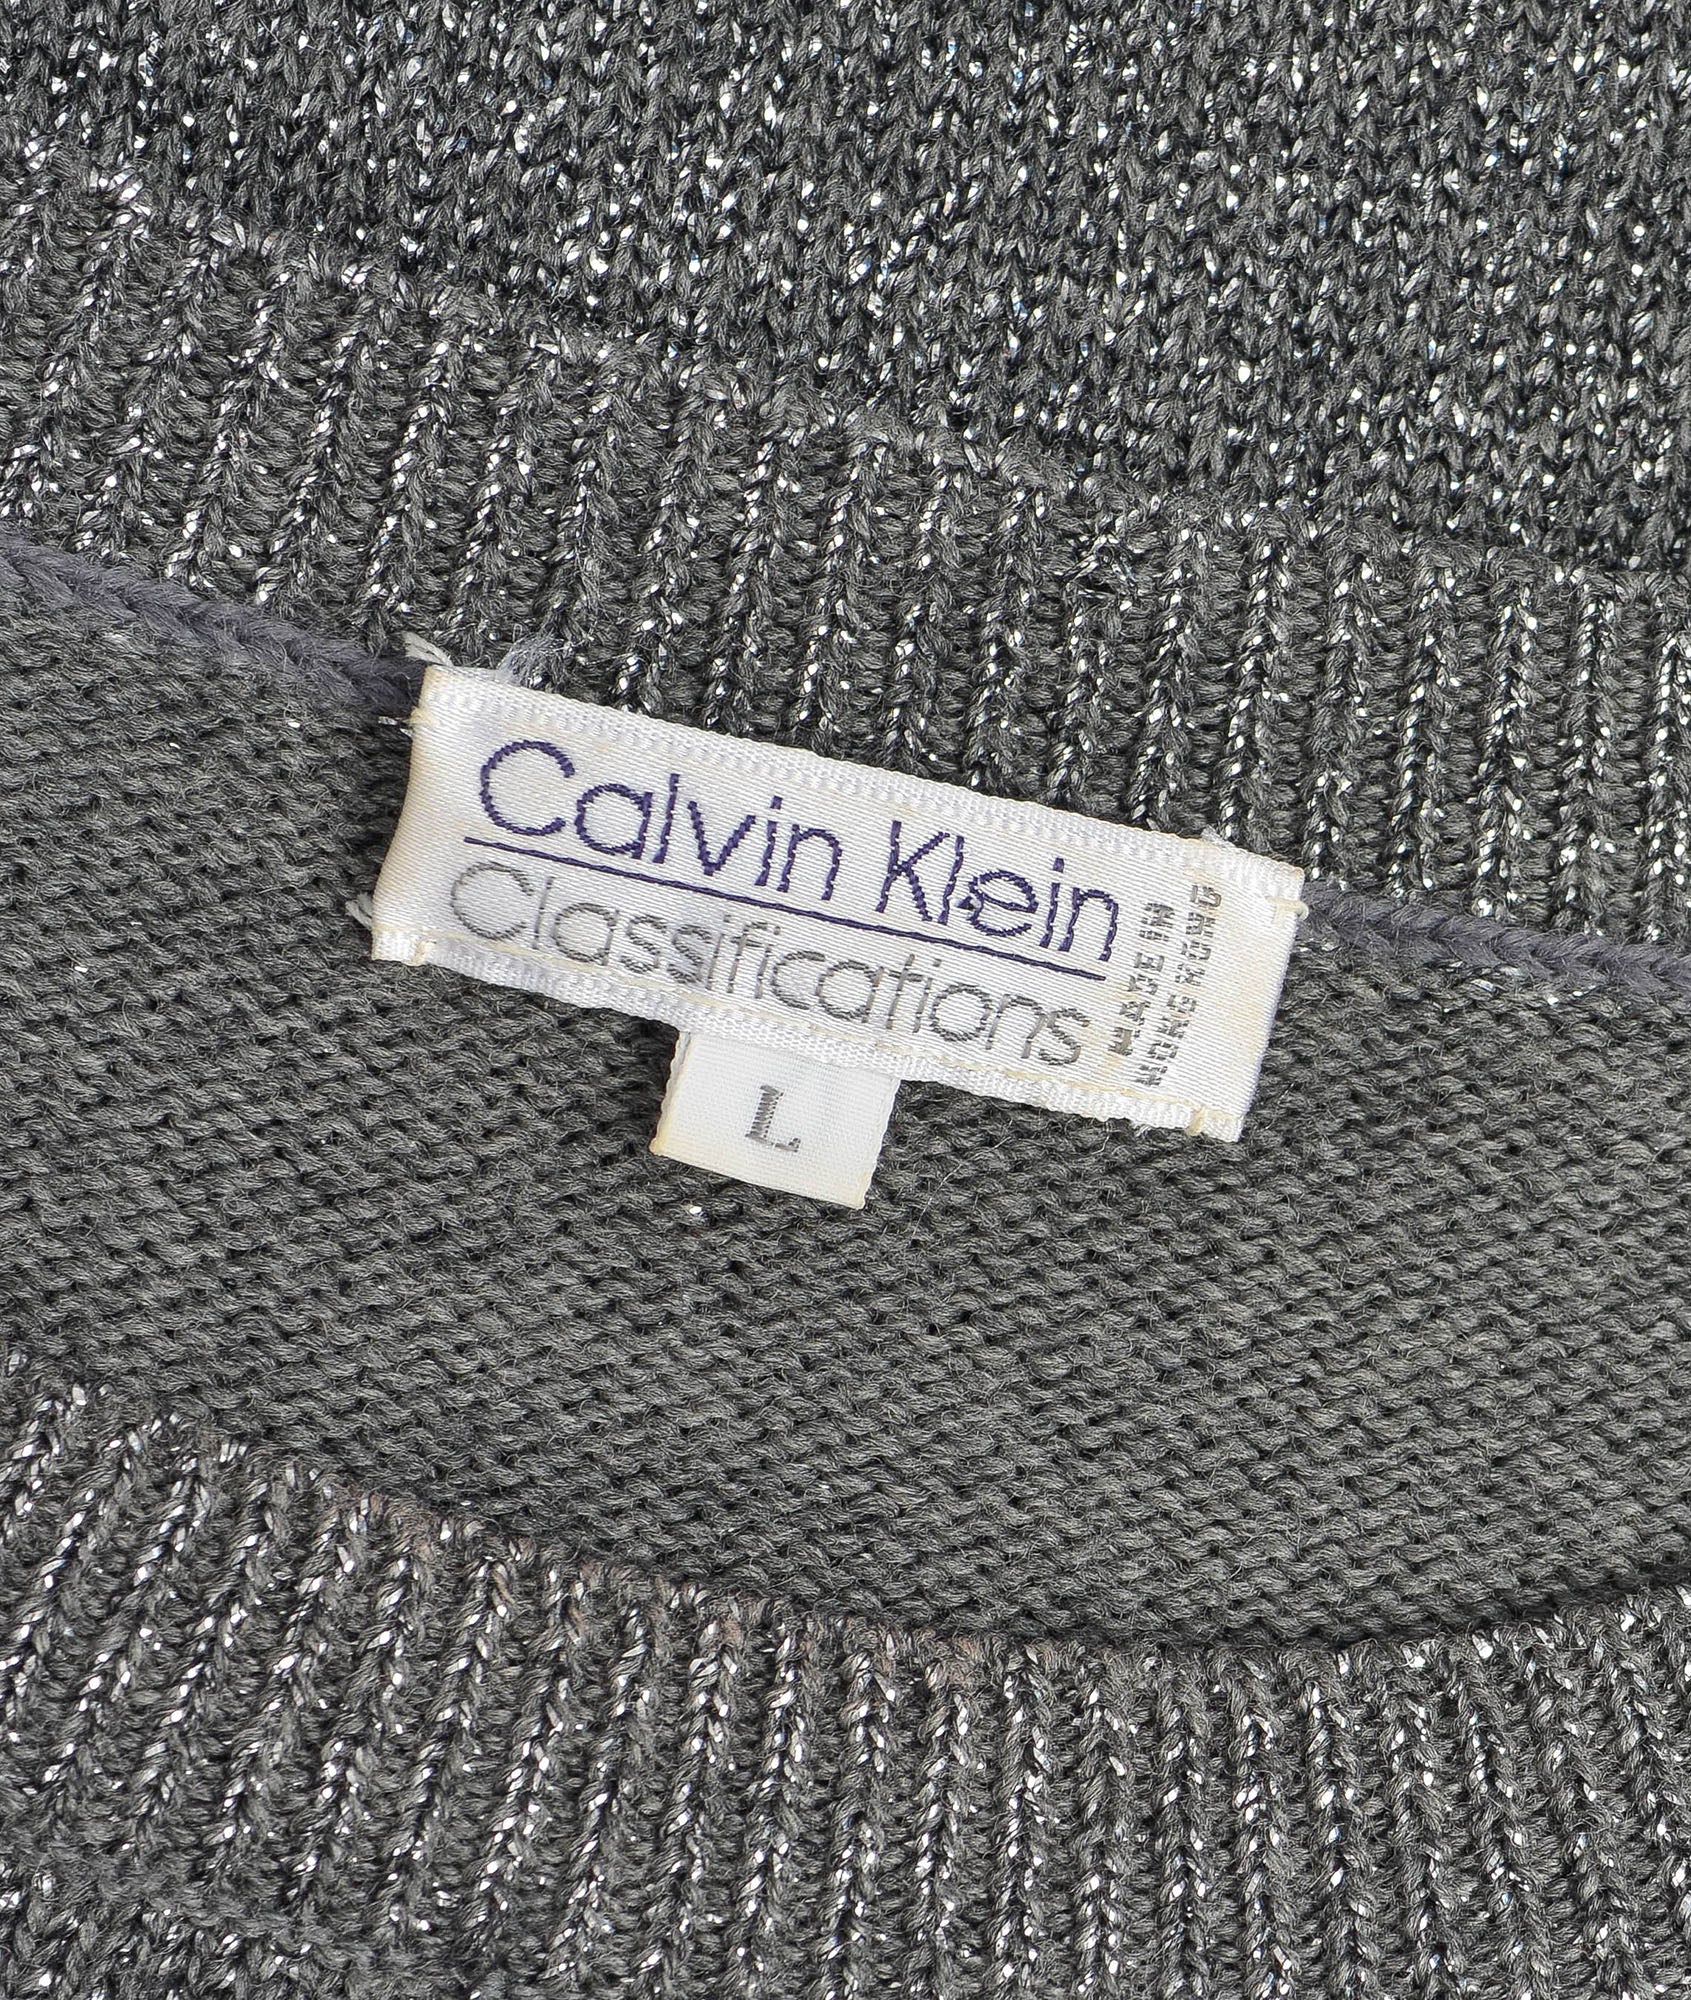 Calvin Klein
Classifications
MADE IN
HONG KONG
L